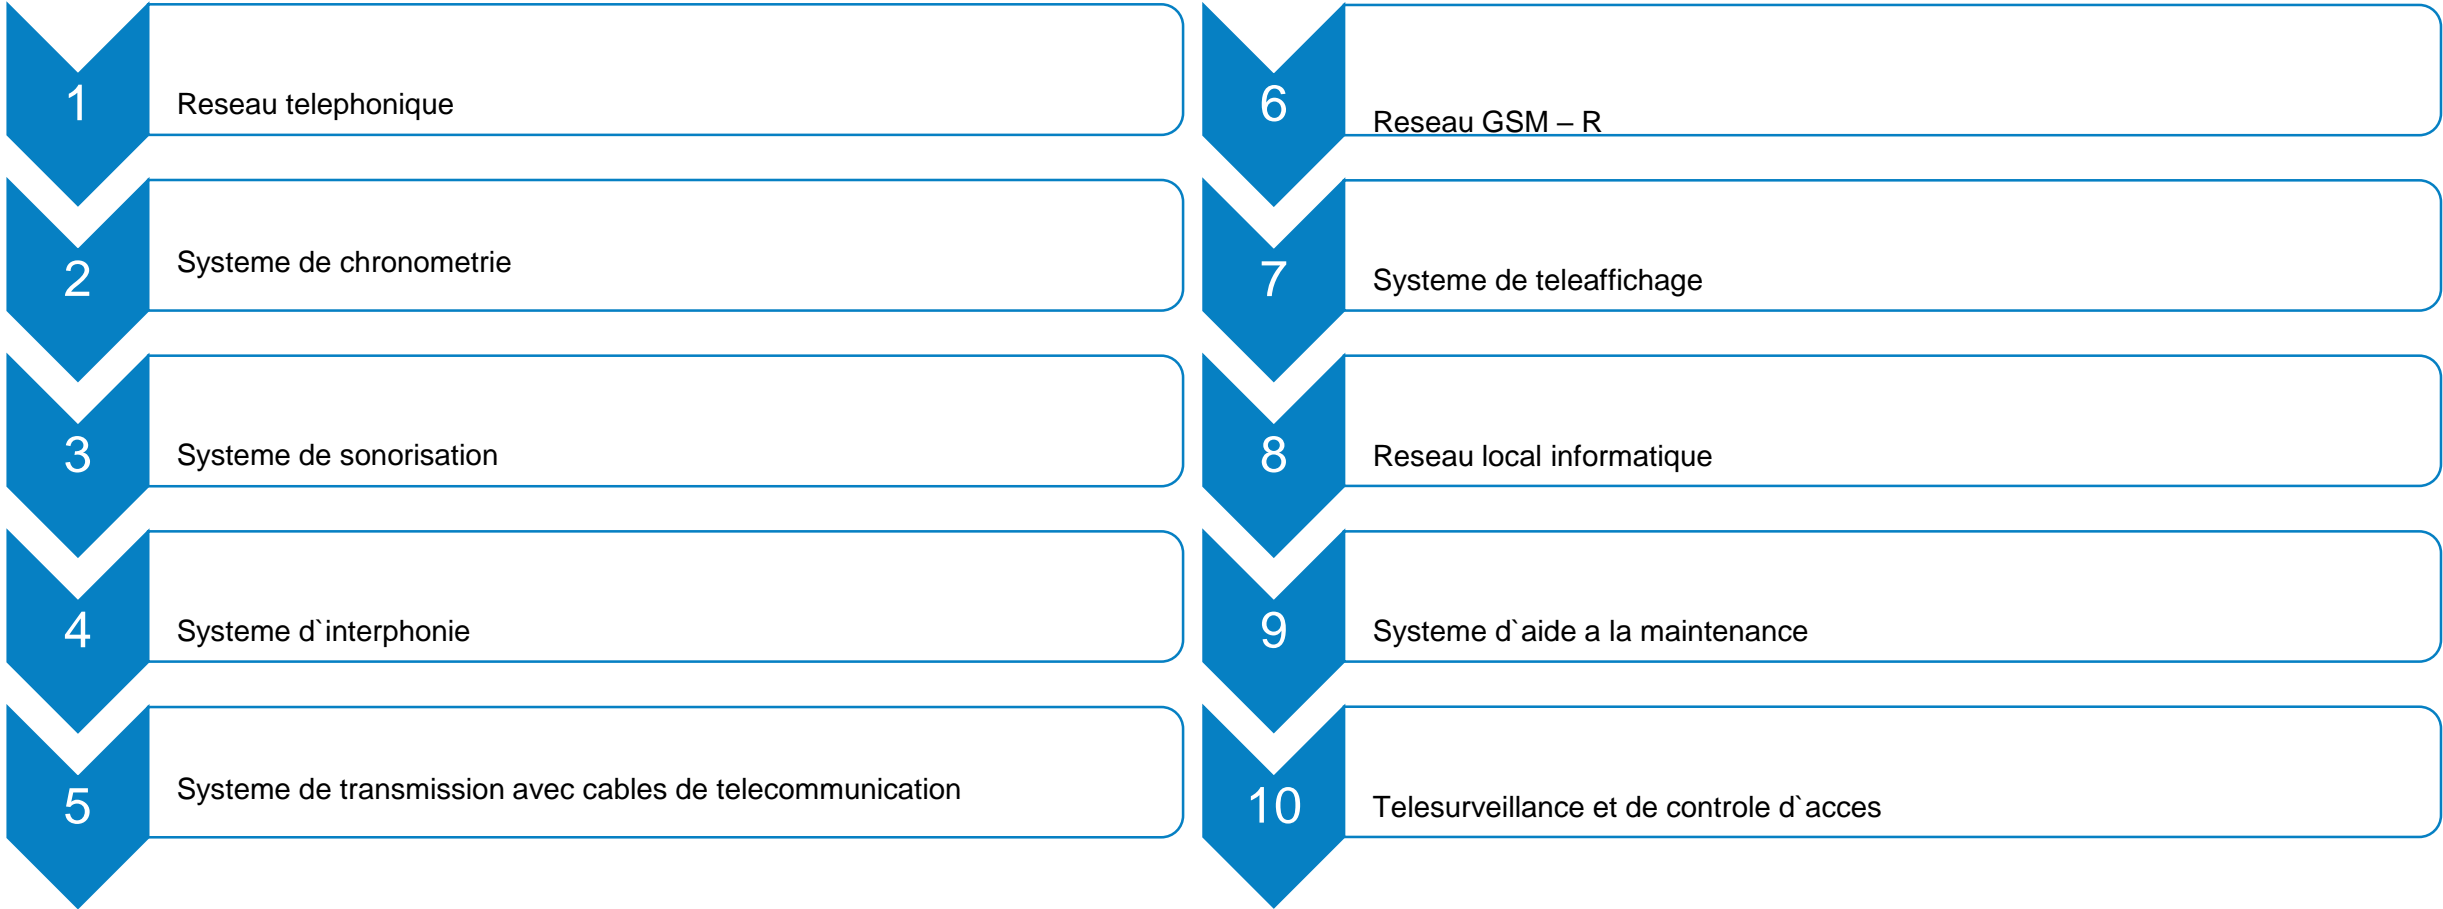 1
Reseau telephonique
2
Systeme de chronometrie
3
Systeme de sonorisation
4
Systeme d`interphonie
5
Systeme de transmission avec cables de telecommunication
6
Reseau GSM – R
7
Systeme de teleaffichage
8
Reseau local informatique
9
Systeme d`aide a la maintenance
10
Telesurveillance et de controle d`acces